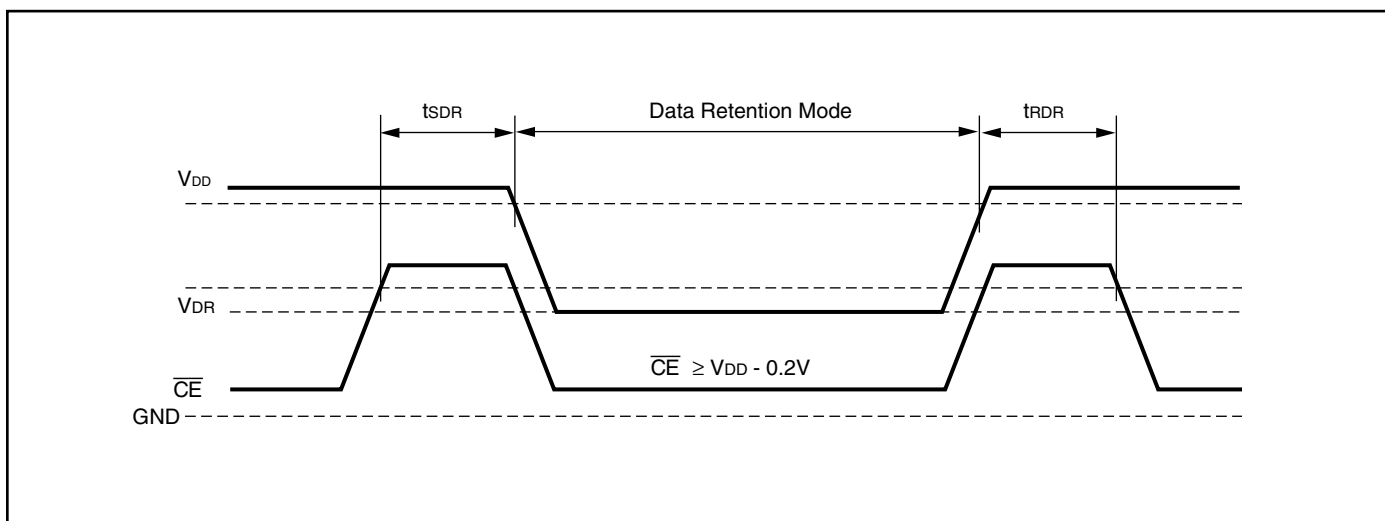 tSDR
Data Retention Mode
tRDR
VDD
VDR
CE ≥ VDD - 0.2V
CE
GND